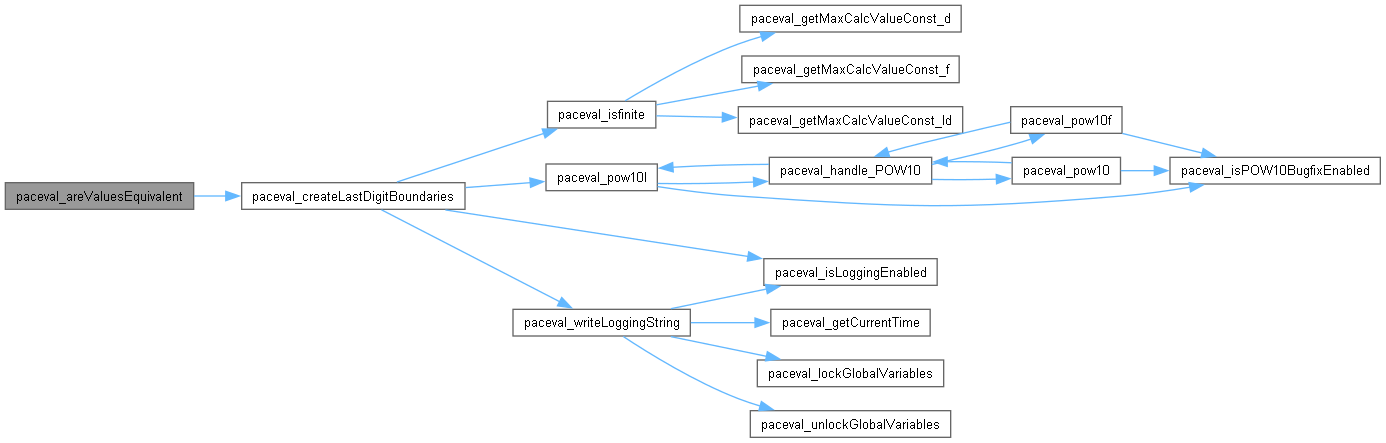 paceval_areValuesEquivalent
paceval_createLastDigitBoundaries
paceval_isfinite
paceval_getMaxCalcValueConst_d
paceval_getMaxCalcValueConst_f
paceval_getMaxCalcValueConst_ld
paceval_pow10l
paceval_handle_POW10
paceval_pow10f
paceval_pow10
paceval_isPOW10BugfixEnabled
paceval_isLoggingEnabled
paceval_writeLoggingString
paceval_getCurrentTime
paceval_lockGlobalVariables
paceval_unlockGlobalVariables